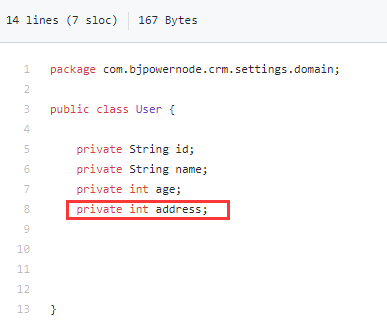 14 lines (7 sloc) 167 Bytes
1 package com.bjpowernode.crm.settings.domain;
2
3 public class User {
4
5 private String id;
6 private String name;
7 private int age;
8 private int address;
9
10
11
12
13 }